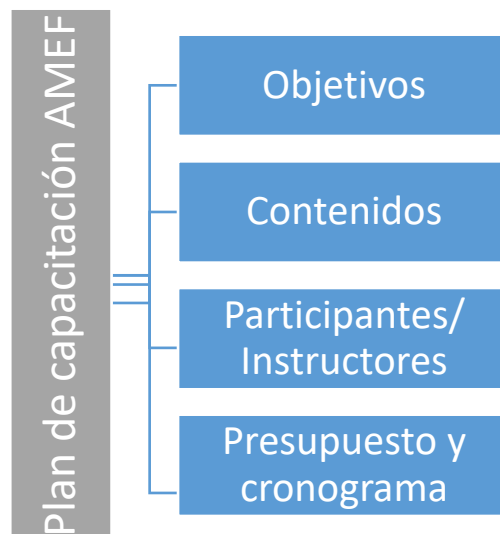 Plan de capacitación AMEF
Objetivos
Contenidos
Participantes/
Instructores
Presupuesto y
cronograma